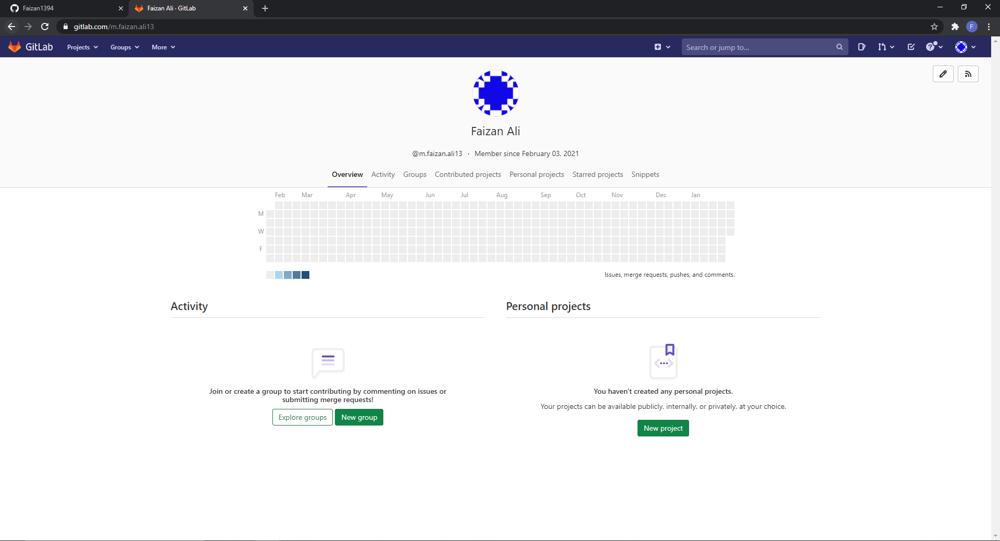 Faizan1394
Faizan Ali · GitLab
gitlab.com/m.faizan.ali13
F
GitLab
Projects
Groups
More
Search or jump to...
Faizan Ali
@m.faizan.ali13 · Member since February 03, 2021
Overview
Activity
Groups
Contributed projects
Personal projects
Starred projects
Snippets
Feb Mar Apr May Jun Jul Aug Sep Oct Nov Dec Jan
M
W
F
Issues, merge requests, pushes, and comments.
Activity
Join or create a group to start contributing by commenting on issues or
submitting merge requests!
Explore groups
New group
Personal projects
You haven't created any personal projects.
Your projects can be available publicly, internally, or privately, at your choice.
New project